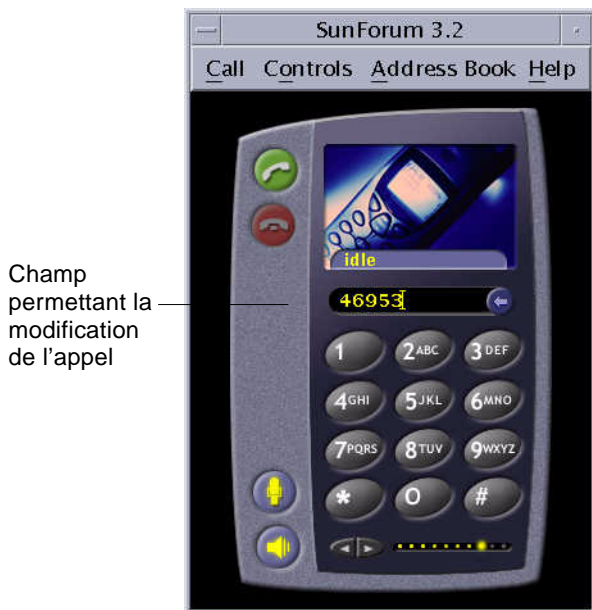 SunForum 3.2
Call Controls Address Book Help
idle
46953
Champ
permettant la
modification
de l'appel
1 2ABC 3DEF
4GHI 5JKL 6MNO
7PQRS 8TUV 9WXYZ
* 0 #